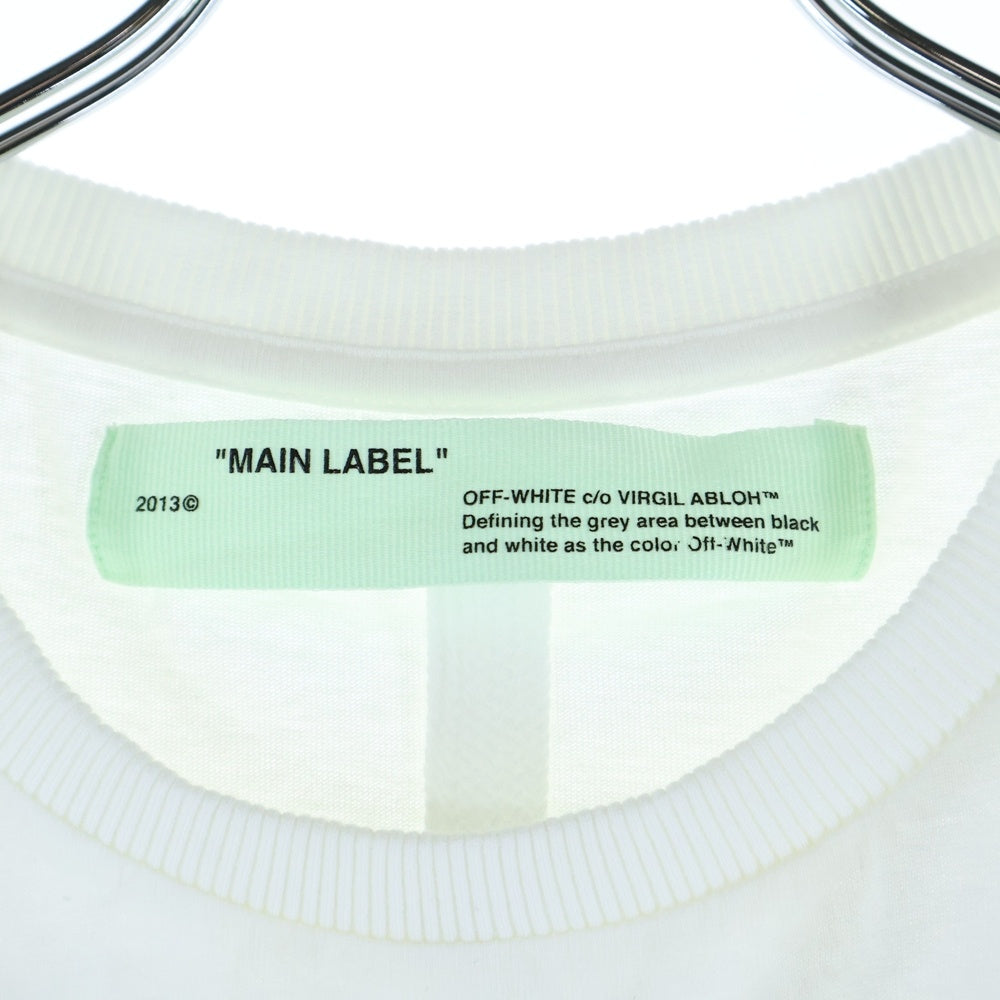 "MAIN LABEL"
2013©
OFF-WHITE c/o VIRGIL ABLOH™
Defining the grey area between black
and white as the color Off-White™